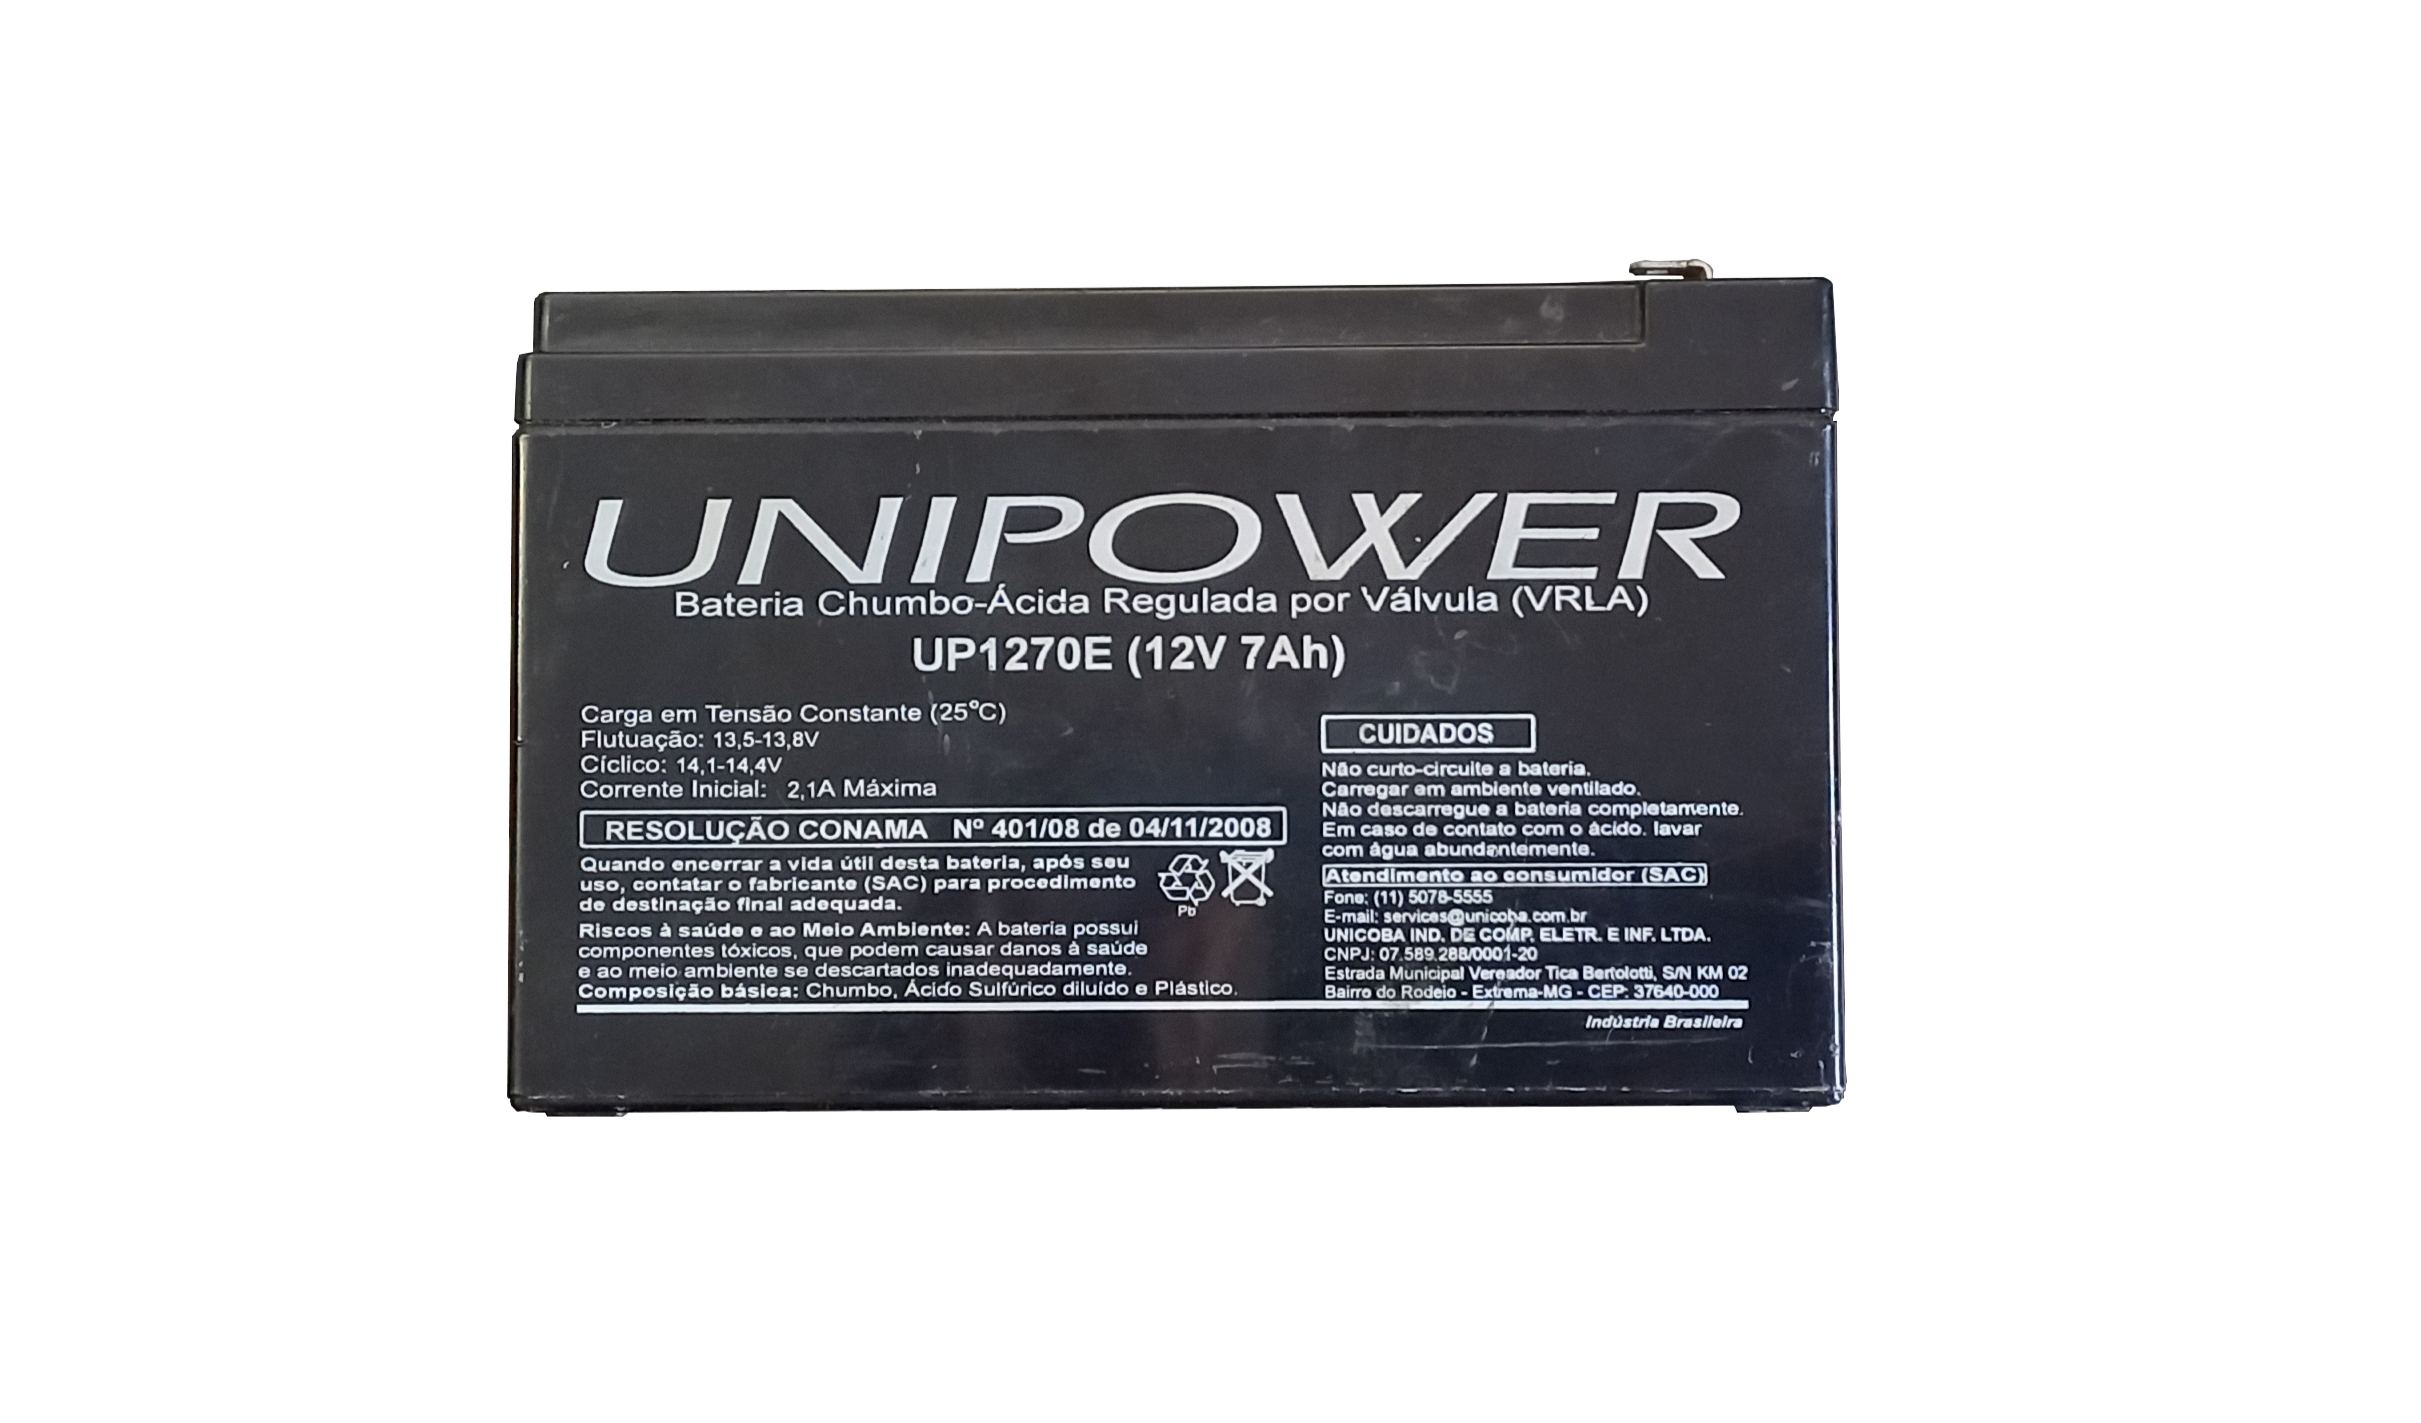 UNIPOWER
Bateria Chumbo-Ácida Regulada por Válvula (VRLA)
UP1270E (12V 7Ah)
Carga em Tensão Constante (25ºC)
Flutuação: 13,5-13,8V
Cíclico: 14,1-14,4V
Corrente Inicial: 2,1A Máxima
RESOLUÇÃO CONAMA Nº 401/08 de 04/11/2008
Quando encerrar a vida útil desta bateria, após seu
uso, contatar o fabricante (SAC) para procedimento
de destinação final adequada.
Pb
Riscos à saúde e ao Meio Ambiente: A bateria possui
componentes tóxicos, que podem causar danos à saúde
e ao meio ambiente se descartados inadequadamente.
Composição básica: Chumbo, Ácido Sulfúrico diluído e Plástico.
CUIDADOS
Não curto-circuite a bateria.
Carregar em ambiente ventilado.
Não descarregue a bateria completamente.
Em caso de contato com o ácido. lavar
com água abundantemente.
Atendimento ao consumidor (SAC)
Fone: (11) 5078-5555
E-mail: services@unicoba.com.br
UNICOBA IND. DE COMP. ELETR. E INF. LTDA.
CNPJ: 07.589.288/0001-20
Estrada Municipal Vereador Tica Bertolotti, S/N KM 02
Bairro do Rodeio - Extrema-MG - CEP: 37640-000
Indústria Brasileira